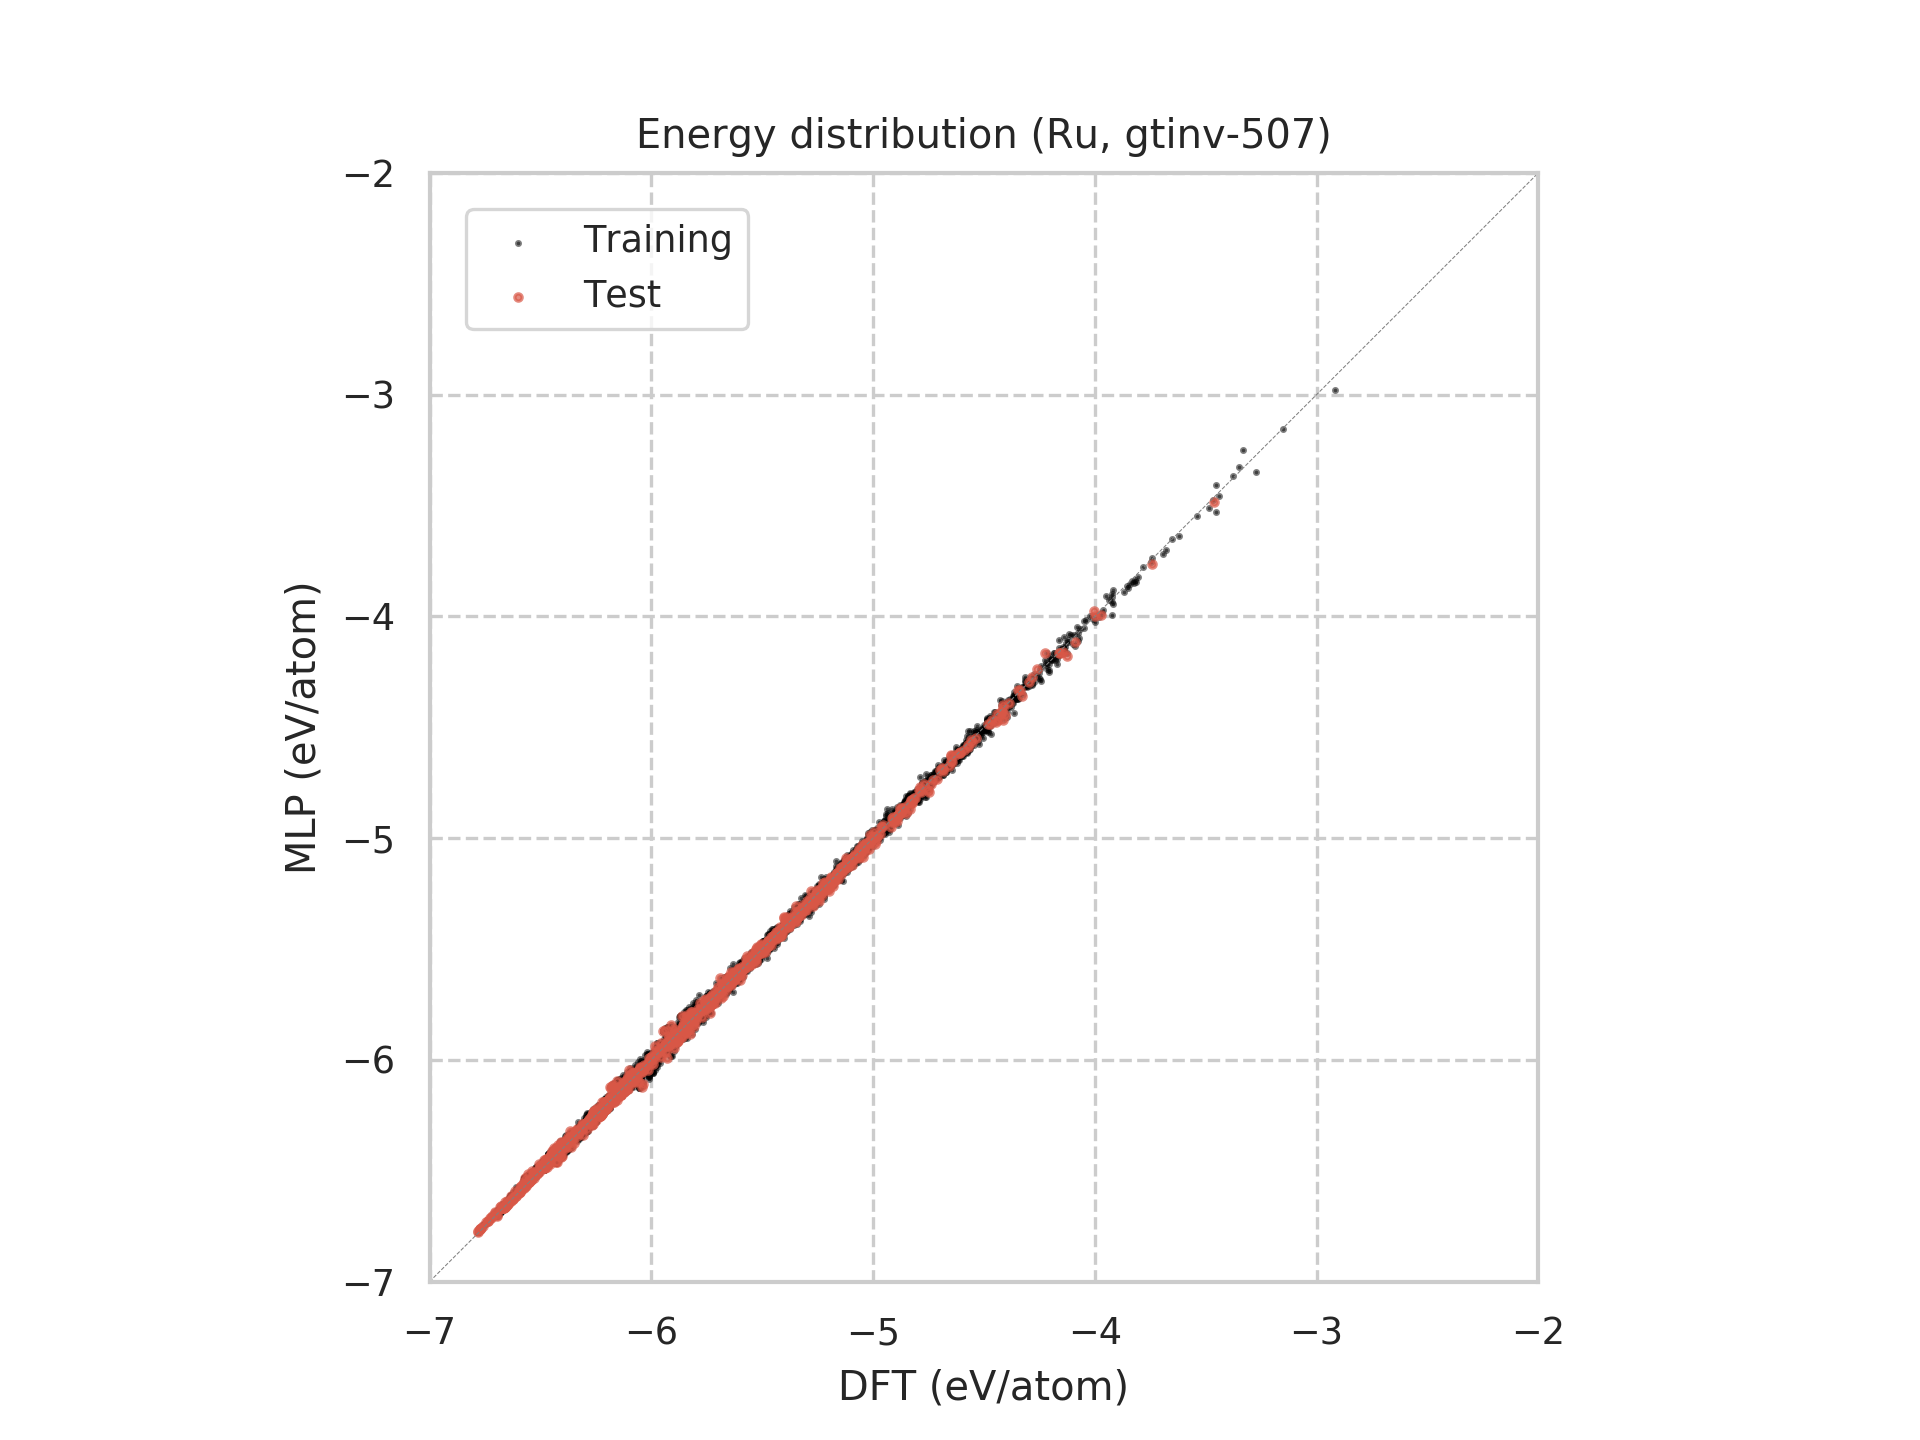 Energy distribution (Ru, gtinv-507)
Training
Test
MLP (eV/atom)
−2
−3
−4
−5
−6
−7
−7 −6 −5 −4 −3 −2
DFT (eV/atom)